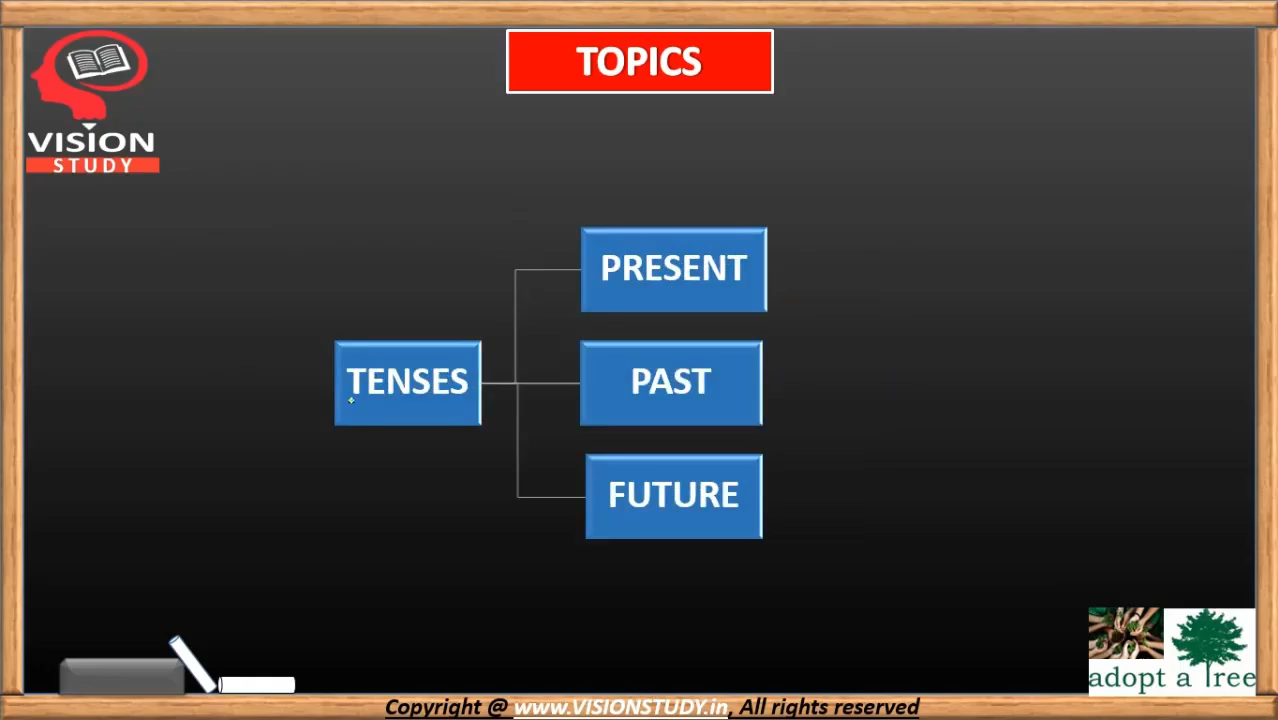 TOPICS
VISION
STUDY
PRESENT
TENSES
PAST
FUTURE
adopt a Tree
Copyright @ www.VISIONSTUDY.in, All rights reserved